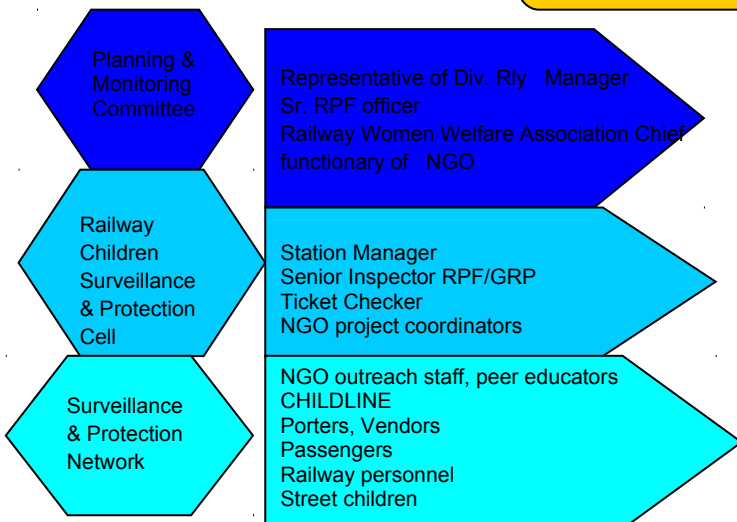 Planning &
Monitoring
Committee
Representative of Div. Rly Manager
Sr. RPF officer
Railway Women Welfare Association Chief
functionary of NGO
Railway
Children
Surveillance
& Protection
Cell
Station Manager
Senior Inspector RPF/GRP
Ticket Checker
NGO project coordinators
Surveillance
& Protection
Network
NGO outreach staff, peer educators
CHILDLINE
Porters, Vendors
Passengers
Railway personnel
Street children